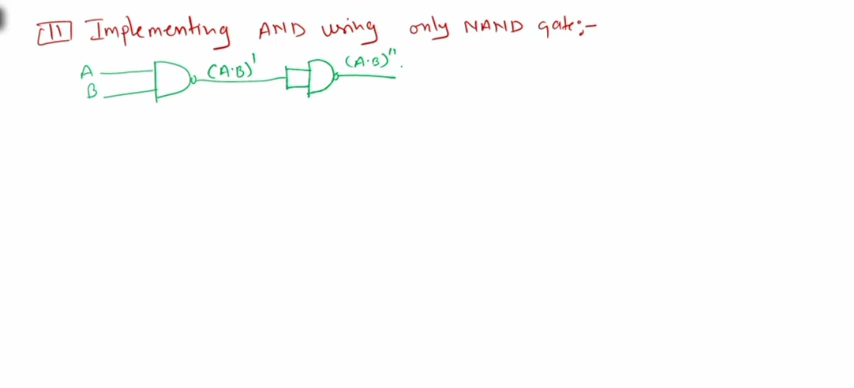 II Implementing AND using only NAND gate:-
A (A·B)' (A·B)''.
B